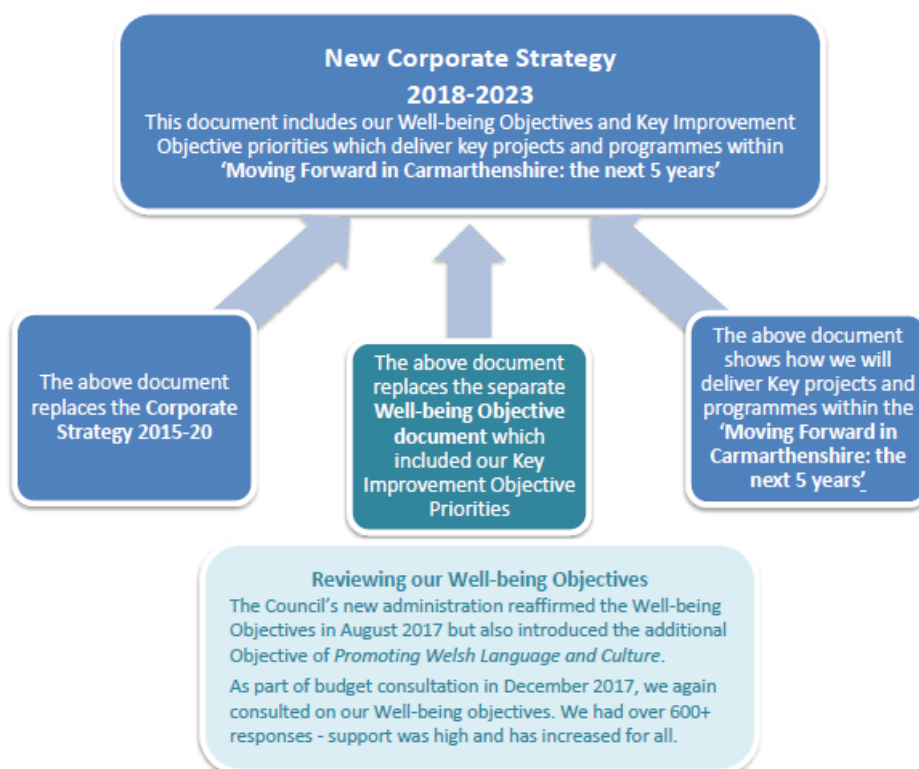 New Corporate Strategy
2018-2023
This document includes our Well-being Objectives and Key Improvement
Objective priorities which deliver key projects and programmes within
‘Moving Forward in Carmarthenshire: the next 5 years’
The above document
replaces the Corporate
Strategy 2015-20
The above document
replaces the separate
Well-being Objective
document which
included our Key
Improvement Objective
Priorities
The above document
shows how we will
deliver Key projects and
programmes within the
‘Moving Forward in
Carmarthenshire: the
next 5 years’
Reviewing our Well-being Objectives
The Council’s new administration reaffirmed the Well-being
Objectives in August 2017 but also introduced the additional
Objective of Promoting Welsh Language and Culture.
As part of budget consultation in December 2017, we again
consulted on our Well-being objectives. We had over 600+
responses - support was high and has increased for all.